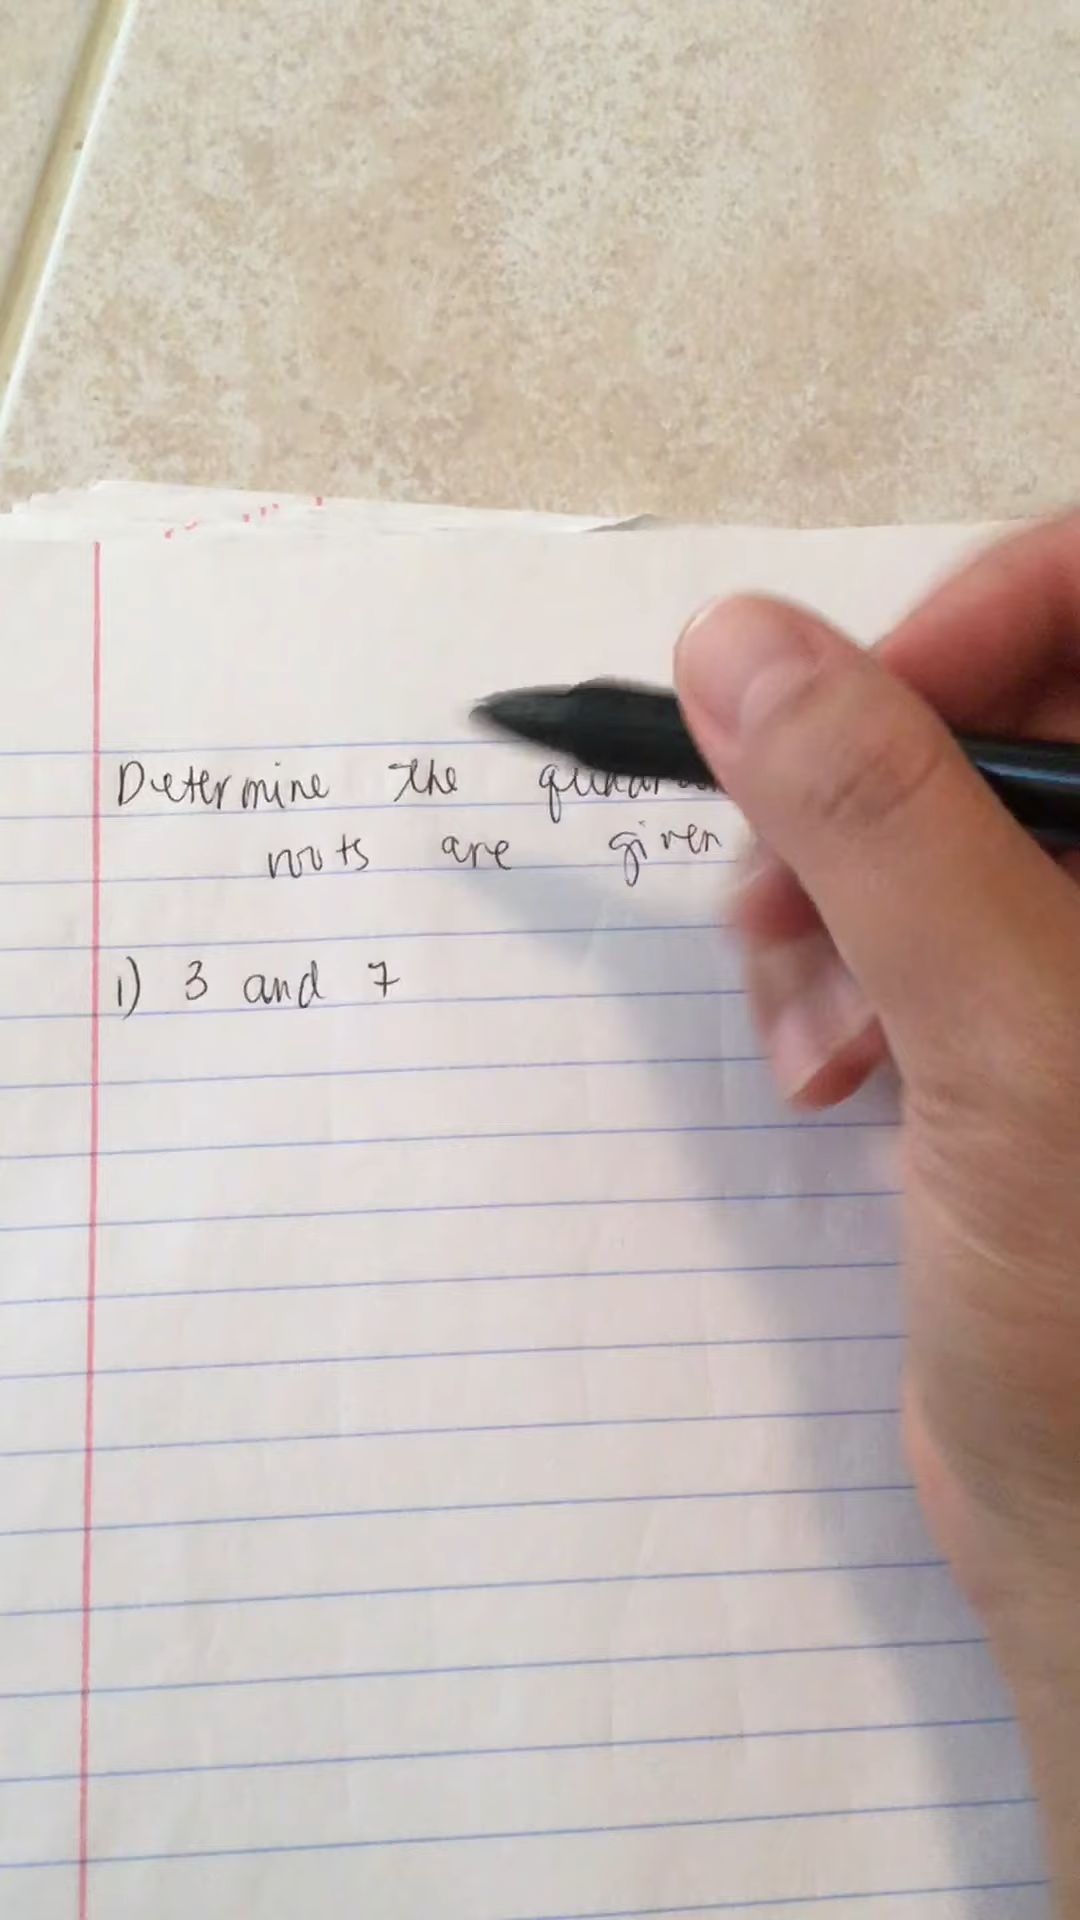 Determine the
roots are given
1) 3 and 7